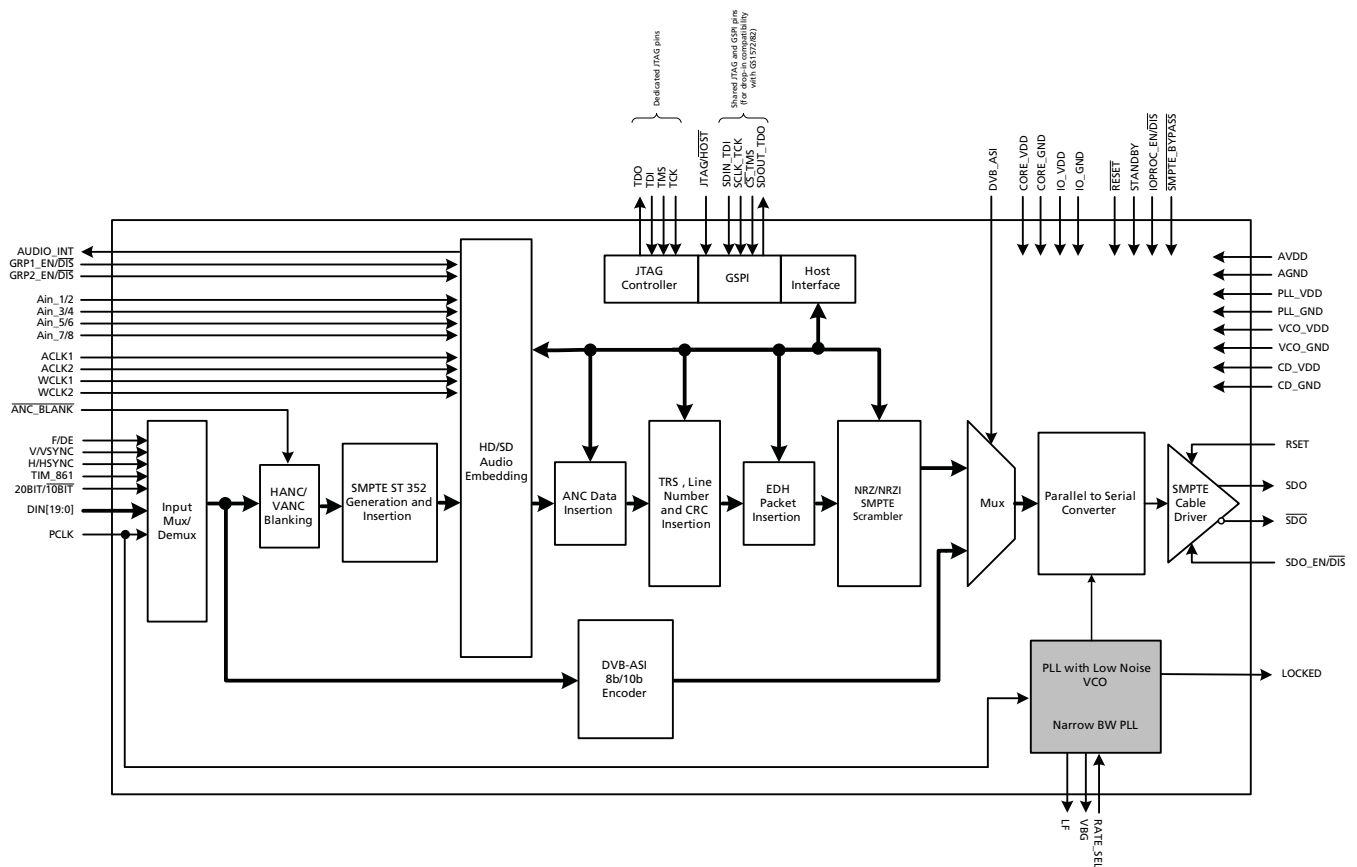 Dedicated JTAG pins
Shared JTAG and GSPI pins
(for drop-in compatibility
with GS1572/82)
TDO
TDI
TMS
TCK
JTAG/HOST
SDIN_TDI
SCLK_TCK
CS_TMS
SDOUT_TDO
DVB_ASI
CORE_VDD
CORE_GND
IO_VDD
IO_GND
RESET
STANDBY
IOPROC_EN/DIS
SMPTE_BYPASS
AUDIO_INT
GRP1_EN/DIS
GRP2_EN/DIS
Ain_1/2
Ain_3/4
Ain_5/6
Ain_7/8
ACLK1
ACLK2
WCLK1
WCLK2
ANC_BLANK
F/DE
V/VSYNC
H/HSYNC
TIM_861
20BIT/10BIT
DIN[19:0]
PCLK
Input
Mux/
Demux
HANC/
VANC
Blanking
SMPTE ST 352
Generation and
Insertion
HD/SD
Audio
Embedding
JTAG
Controller
GSPI
Host
Interface
ANC Data
Insertion
TRS , Line
Number
and CRC
Insertion
EDH
Packet
Insertion
NRZ/NRZI
SMPTE
Scrambler
Mux
Parallel to Serial
Converter
SMPTE
Cable
Driver
DVB-ASI
8b/10b
Encoder
PLL with Low Noise
VCO
Narrow BW PLL
AVDD
AGND
PLL_VDD
PLL_GND
VCO_VDD
VCO_GND
CD_VDD
CD_GND
RSET
SDO
SDO
SDO_EN/DIS
LOCKED
LF
VBG
RATE_SEL